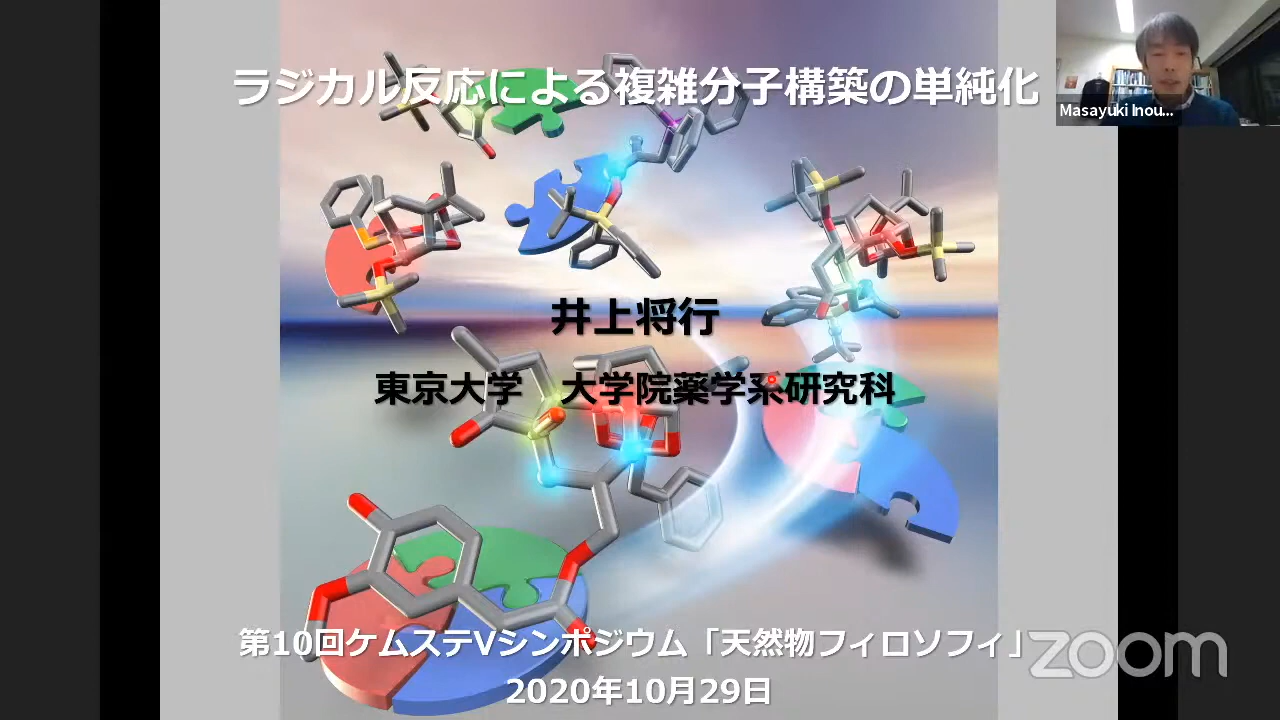 ラジカル反応による複雑分子構築の単純化
Masayuki Inou...
井上将行
東京大学 大学院薬学系研究科
第10回ケムステVシンポジウム「天然物フィロソフィ」
2020年10月29日
zoom